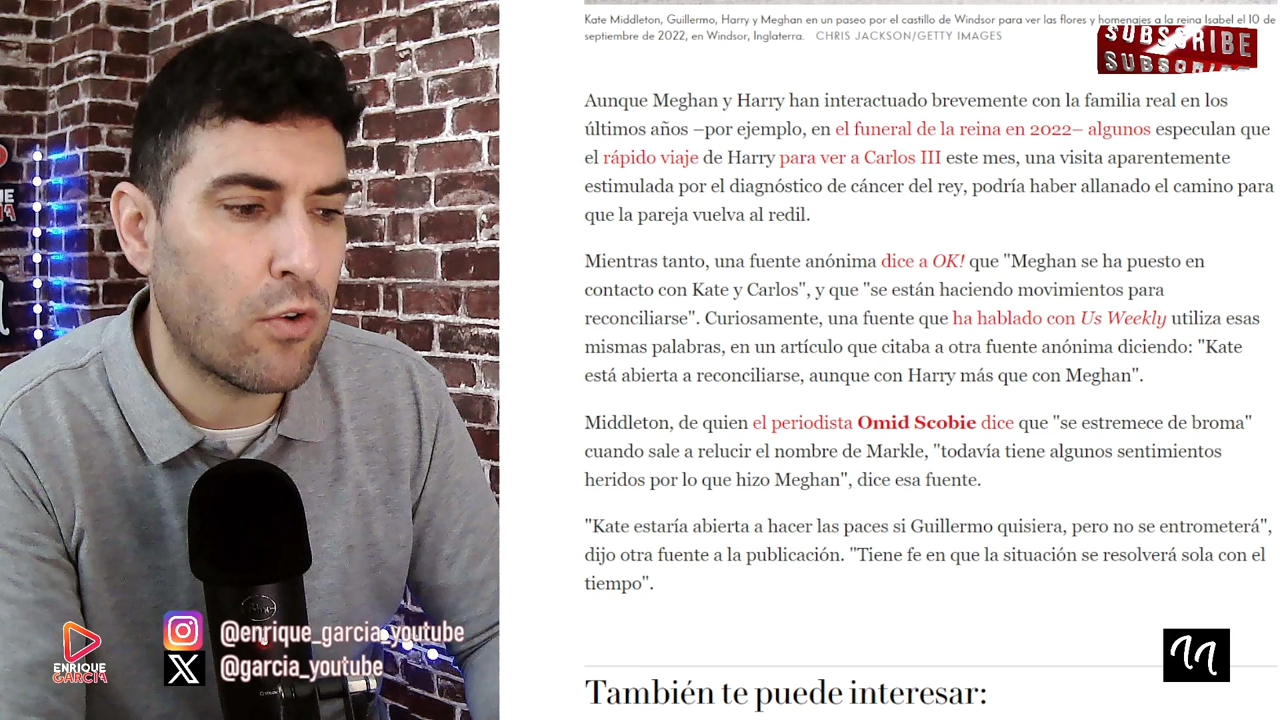 Kate Middleton, Guillermo, Harry y Meghan en un paseo por el castillo de Windsor para ver las flores y homenajes a la reina Isabel el 10 de
septiembre de 2022, en Windsor, Inglaterra. CHRIS JACKSON/GETTY IMAGES
SUBSCRIBE
Aunque Meghan y Harry han interactuado brevemente con la familia real en los
últimos años –por ejemplo, en el funeral de la reina en 2022– algunos especulan que
el rápido viaje de Harry para ver a Carlos III este mes, una visita aparentemente
estimulada por el diagnóstico de cáncer del rey, podría haber allanado el camino para
que la pareja vuelva al redil.
Mientras tanto, una fuente anónima dice a OK! que "Meghan se ha puesto en
contacto con Kate y Carlos", y que "se están haciendo movimientos para
reconciliarse". Curiosamente, una fuente que ha hablado con Us Weekly utiliza esas
mismas palabras, en un artículo que citaba a otra fuente anónima diciendo: "Kate
está abierta a reconciliarse, aunque con Harry más que con Meghan".
Middleton, de quien el periodista Omid Scobie dice que "se estremece de broma"
cuando sale a relucir el nombre de Markle, "todavía tiene algunos sentimientos
heridos por lo que hizo Meghan", dice esa fuente.
"Kate estaría abierta a hacer las paces si Guillermo quisiera, pero no se entrometerá",
dijo otra fuente a la publicación. "Tiene fe en que la situación se resolverá sola con el
tiempo".
También te puede interesar:
@enrique_garcia_youtube
@garcia_youtube
ENRIQUE
GARCIA